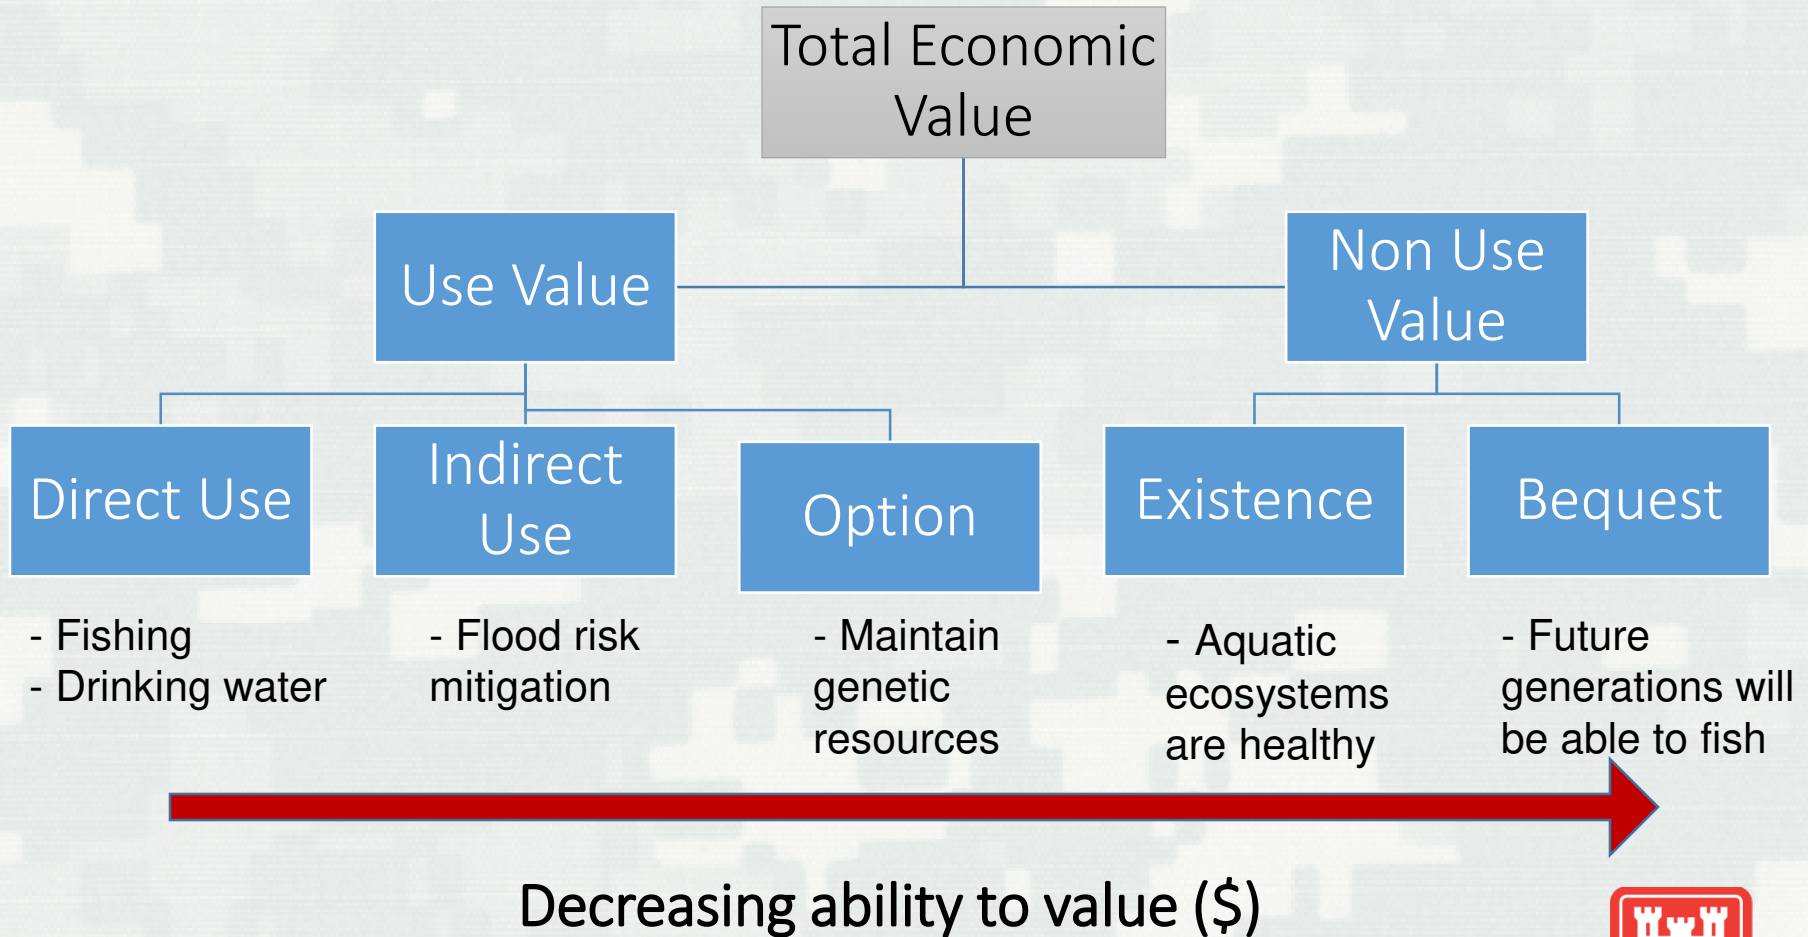 Total Economic
Value
Use Value
Non Use
Value
Direct Use
Indirect
Use
Option
Existence
Bequest
- Fishing
- Drinking water
- Flood risk
mitigation
- Maintain
genetic
resources
- Aquatic
ecosystems
are healthy
- Future
generations will
be able to fish
Decreasing ability to value ($)